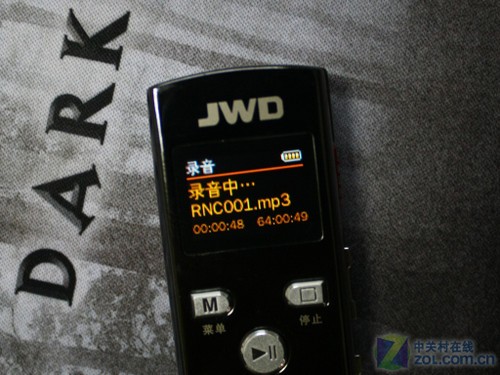 DARK
JWD
录音
录音中…
RNC001.mp3
00:00:48 64:00:49
M
菜单
停止
中关村在线
zol.com.cn